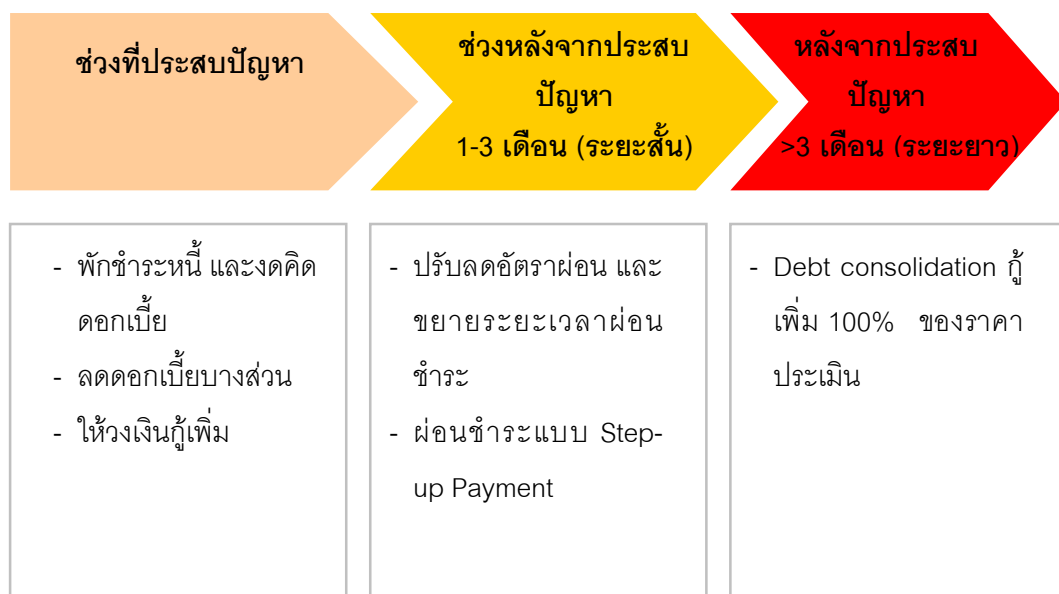 ช่วงที่ประสบปัญหา
ช่วงหลังจากประสบ
ปัญหา
1-3 เดือน (ระยะสั้น)
หลังจากประสบ
ปัญหา
>3 เดือน (ระยะยาว)
- พักชำระหนี้ และงดคิด
ดอกเบี้ย
- ลดดอกเบี้ยบางส่วน
- ให้วงเงินกู้เพิ่ม
- ปรับลดอัตราผ่อน และ
ขยายระยะเวลาผ่อน
ชำระ
- ผ่อนชำระแบบ Step-
up Payment
- Debt consolidation กู้
เพิ่ม 100% ของราคา
ประเมิน